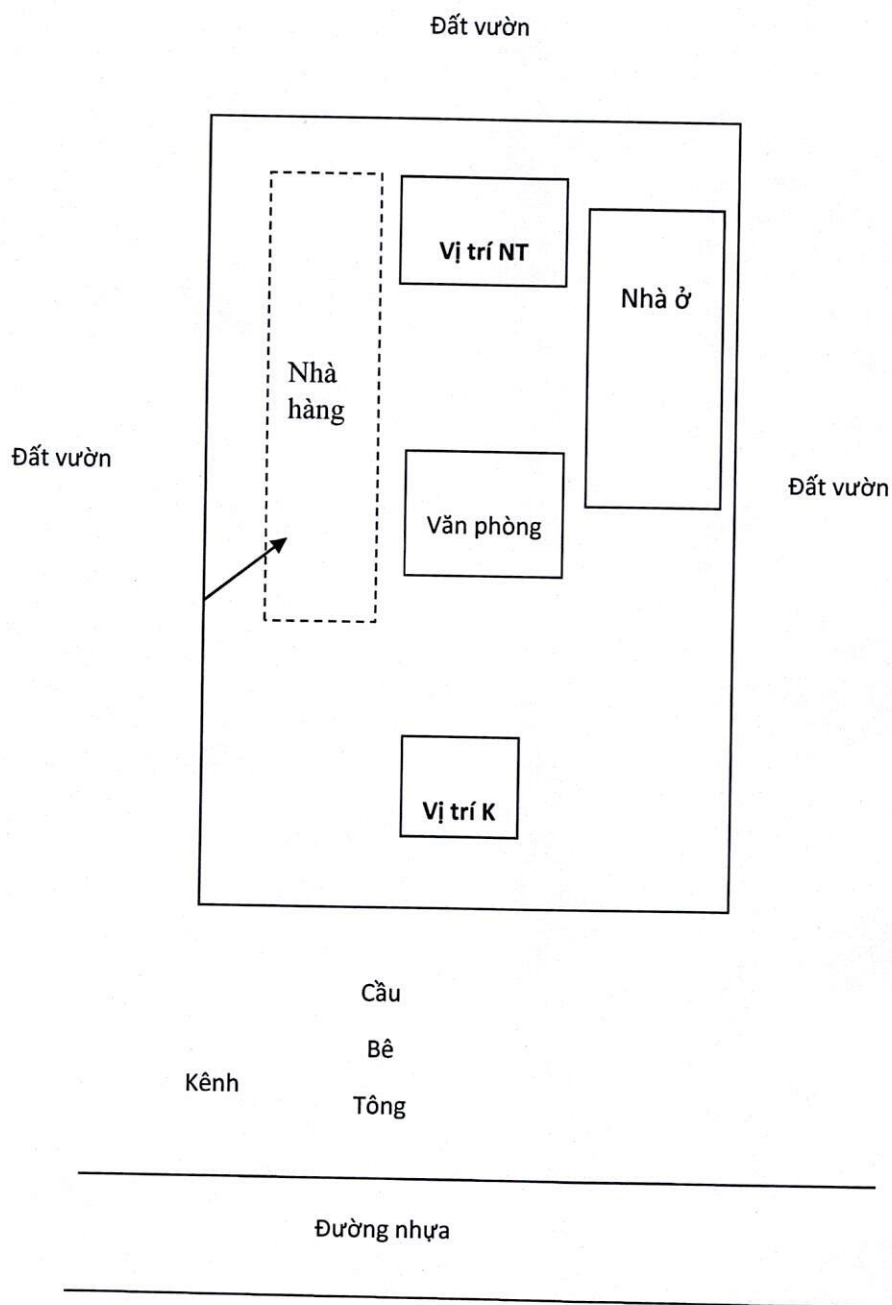 Đất vườn
Vị trí NT
Nhà ở
Nhà
hàng
Đất vườn
Đất vườn
Văn phòng
Vị trí K
Cầu
Bê
Kênh
Tông
Đường nhựa